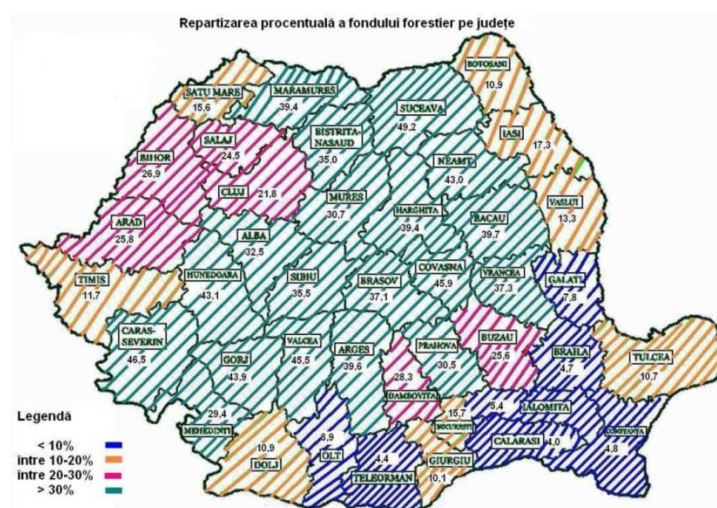 Repartizarea procentuală a fondului forestier pe județe
BOTOSANI
10,9
SATU MARE
15,6
MARAMURES
39,4
SUCEAVA
49,2
IASI
17,3
BISTRITA-
NASAUD
35,0
SALAJ
24,5
BIHOR
26,9
NEAMT
43,0
CLUJ
21,8
MURES
30,7
HARGHITA
39,4
BACAU
39,7
VASLUI
13,3
ARAD
25,8
ALBA
32,5
TIMIS
11,7
HUNEDOARA
43,1
SIBIU
35,5
BRASOV
37,1
COVASNA
45,9
VRANCEA
37,3
GALATI
7,8
CARAS-
SEVERIN
46,5
GORJ
43,9
VALCEA
45,5
ARGES
39,6
PRAHOVA
30,5
BUZAU
25,6
BRAILA
4,7
TULCEA
10,7
28,3
DAMBOVITA
29,4
MEHEDINTI
15,7
BUCURESTI
5,4
IALOMITA
CONSTANTA
4,8
CALARASI
4,0
10,9
DOLJ
8,9
OLT
4,4
TELEORMAN
GIURGIU
10,1
Legendă
< 10%
între 10-20%
între 20-30%
> 30%